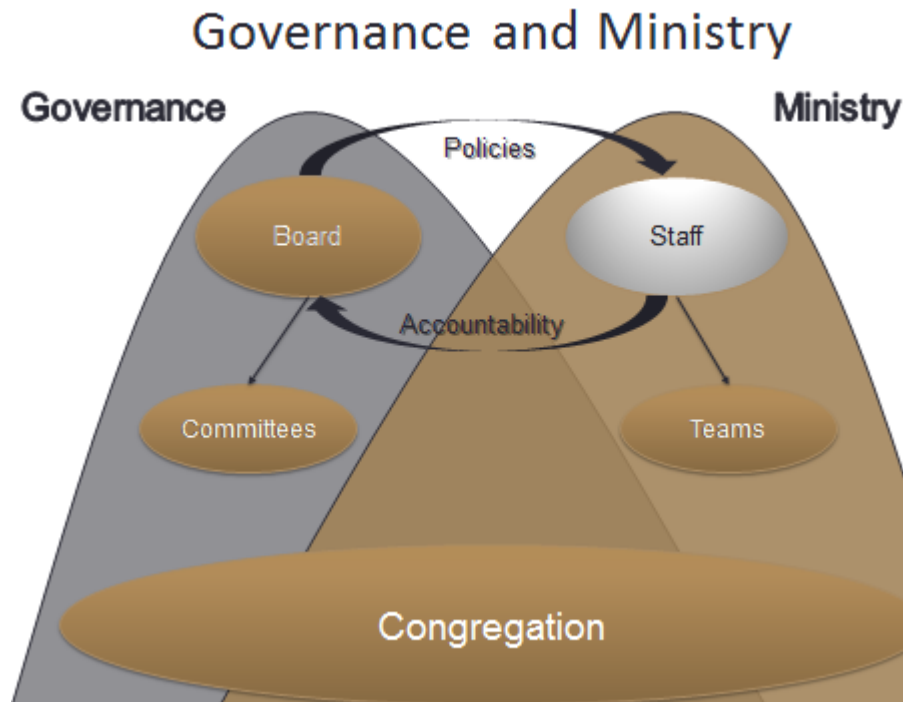 Governance and Ministry
Governance
Ministry
Policies
Board
Staff
Accountability
Committees
Teams
Congregation